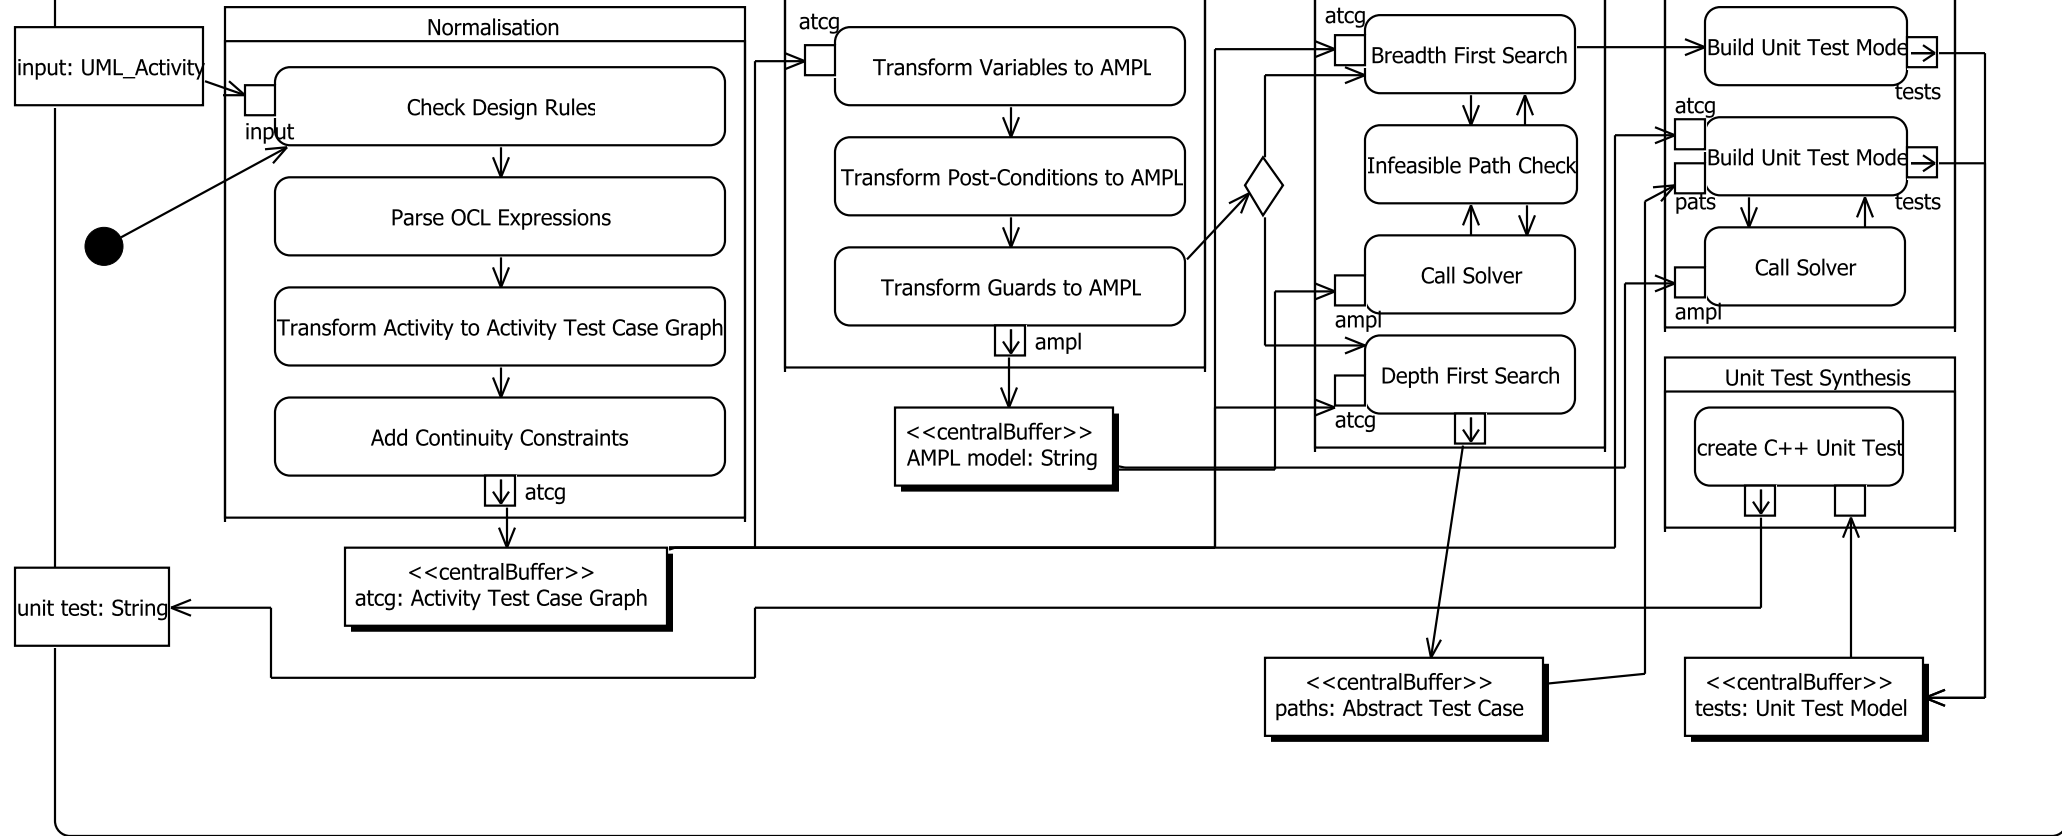 input: UML_Activity
Normalisation
input
Check Design Rules
Parse OCL Expressions
Transform Activity to Activity Test Case Graph
Add Continuity Constraints
atcg
<<centralBuffer>>
atcg: Activity Test Case Graph
unit test: String
atcg
Transform Variables to AMPL
Transform Post-Conditions to AMPL
Transform Guards to AMPL
ampl
<<centralBuffer>>
AMPL model: String
atcg
Breadth First Search
Infeasible Path Check
Call Solver
ampl
Depth First Search
atcg
<<centralBuffer>>
paths: Abstract Test Case
Build Unit Test Mode
tests
atcg
Build Unit Test Mode
pats
tests
Call Solver
ampl
Unit Test Synthesis
create C++ Unit Test
<<centralBuffer>>
tests: Unit Test Model